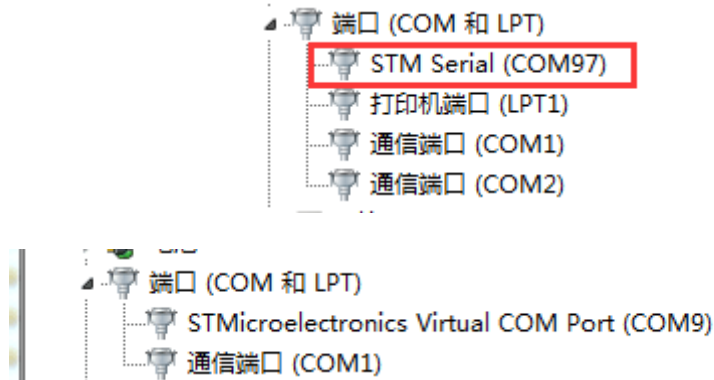 端口 (COM 和 LPT)
STM Serial (COM97)
打印机端口 (LPT1)
通信端口 (COM1)
通信端口 (COM2)
端口 (COM 和 LPT)
STMicroelectronics Virtual COM Port (COM9)
通信端口 (COM1)